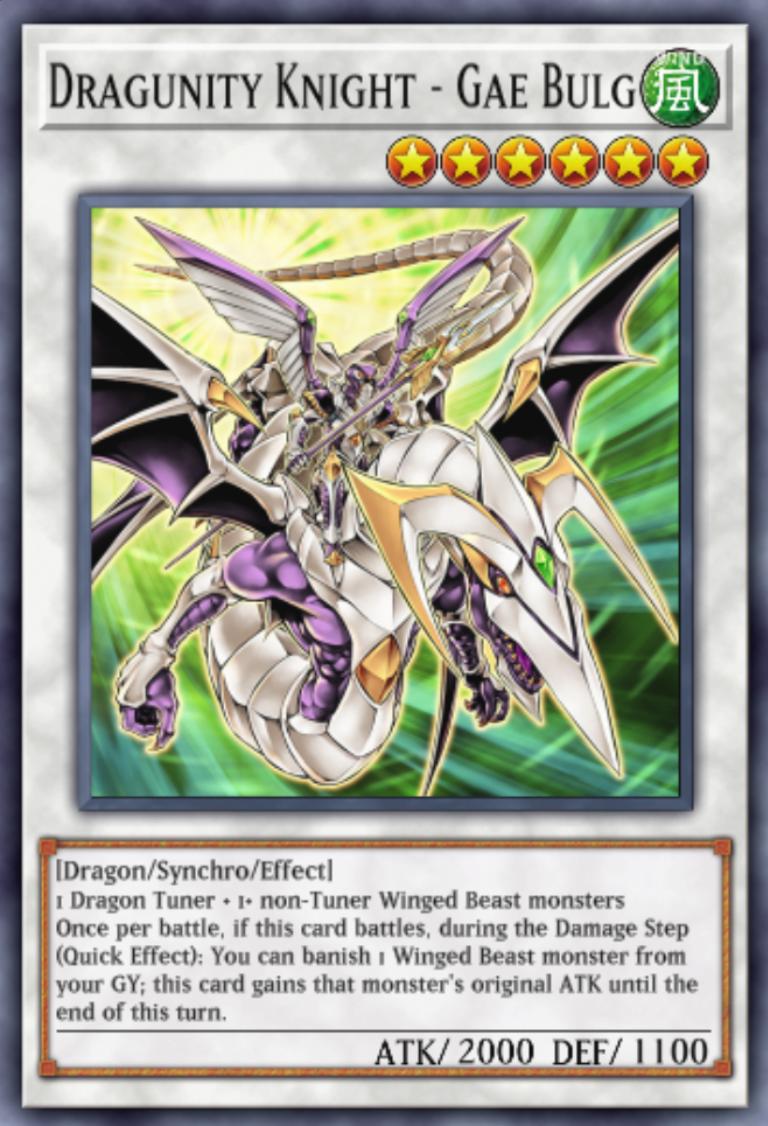 DRAGUNITY KNIGHT - GAE BULG
WIND
風
[Dragon/Synchro/Effect]
1 Dragon Tuner + 1+ non-Tuner Winged Beast monsters
Once per battle, if this card battles, during the Damage Step
(Quick Effect): You can banish 1 Winged Beast monster from
your GY; this card gains that monster's original ATK until the
end of this turn.
ATK/ 2000 DEF/ 1100